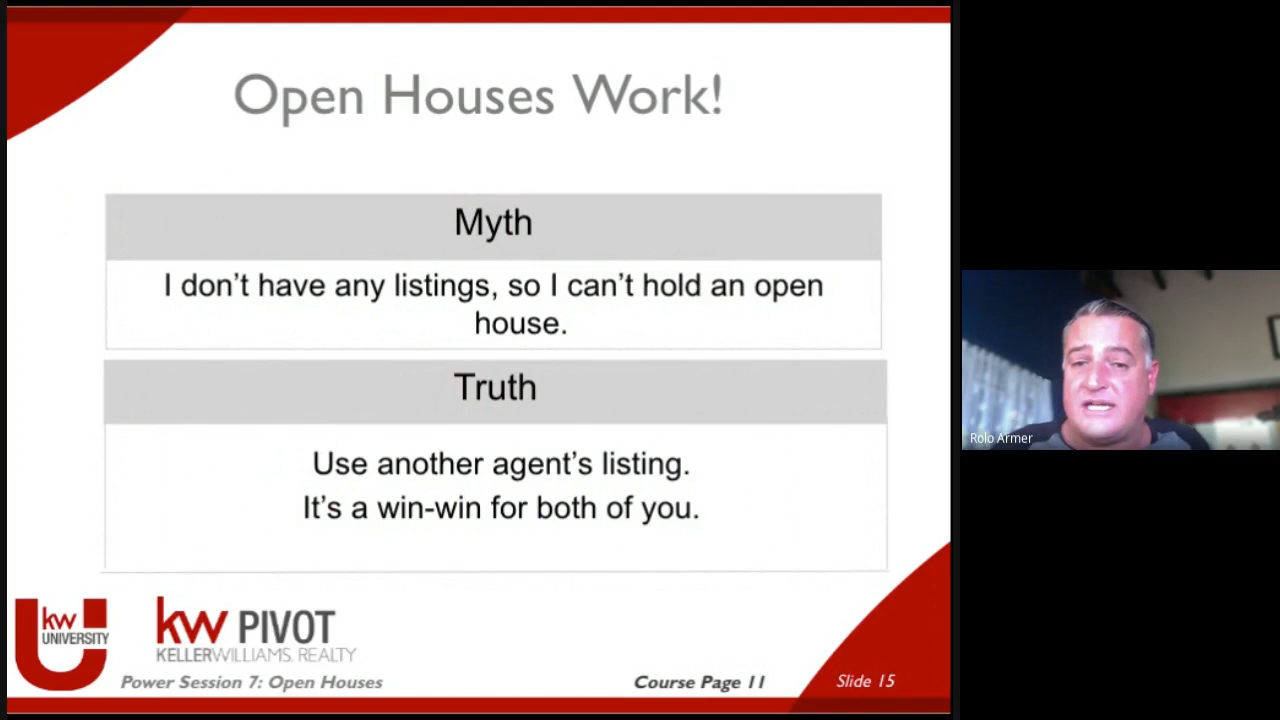 Open Houses Work!
Myth
I don’t have any listings, so I can’t hold an open
house.
Truth
Use another agent’s listing.
It’s a win-win for both of you.
kw
UNIVERSITY
kw PIVOT
KELLERWILLIAMS. REALTY
Power Session 7: Open Houses
Course Page 11
Slide 15
Rolo Armer